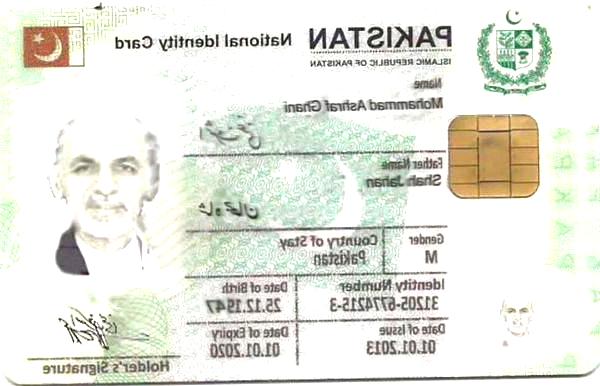 PAKISTAN National Identity Card
ISLAMIC REPUBLIC OF PAKISTAN
Name
Mohammad Ashraf Ghani
Father Name
Shah Jahan
Gender
Country of Stay
M
Pakistan
Identity Number
Date of Birth
31205-6774215-3
25.12.1947
Date of Issue
Date of Expiry
01.01.2013
01.01.2020
Holder's Signature